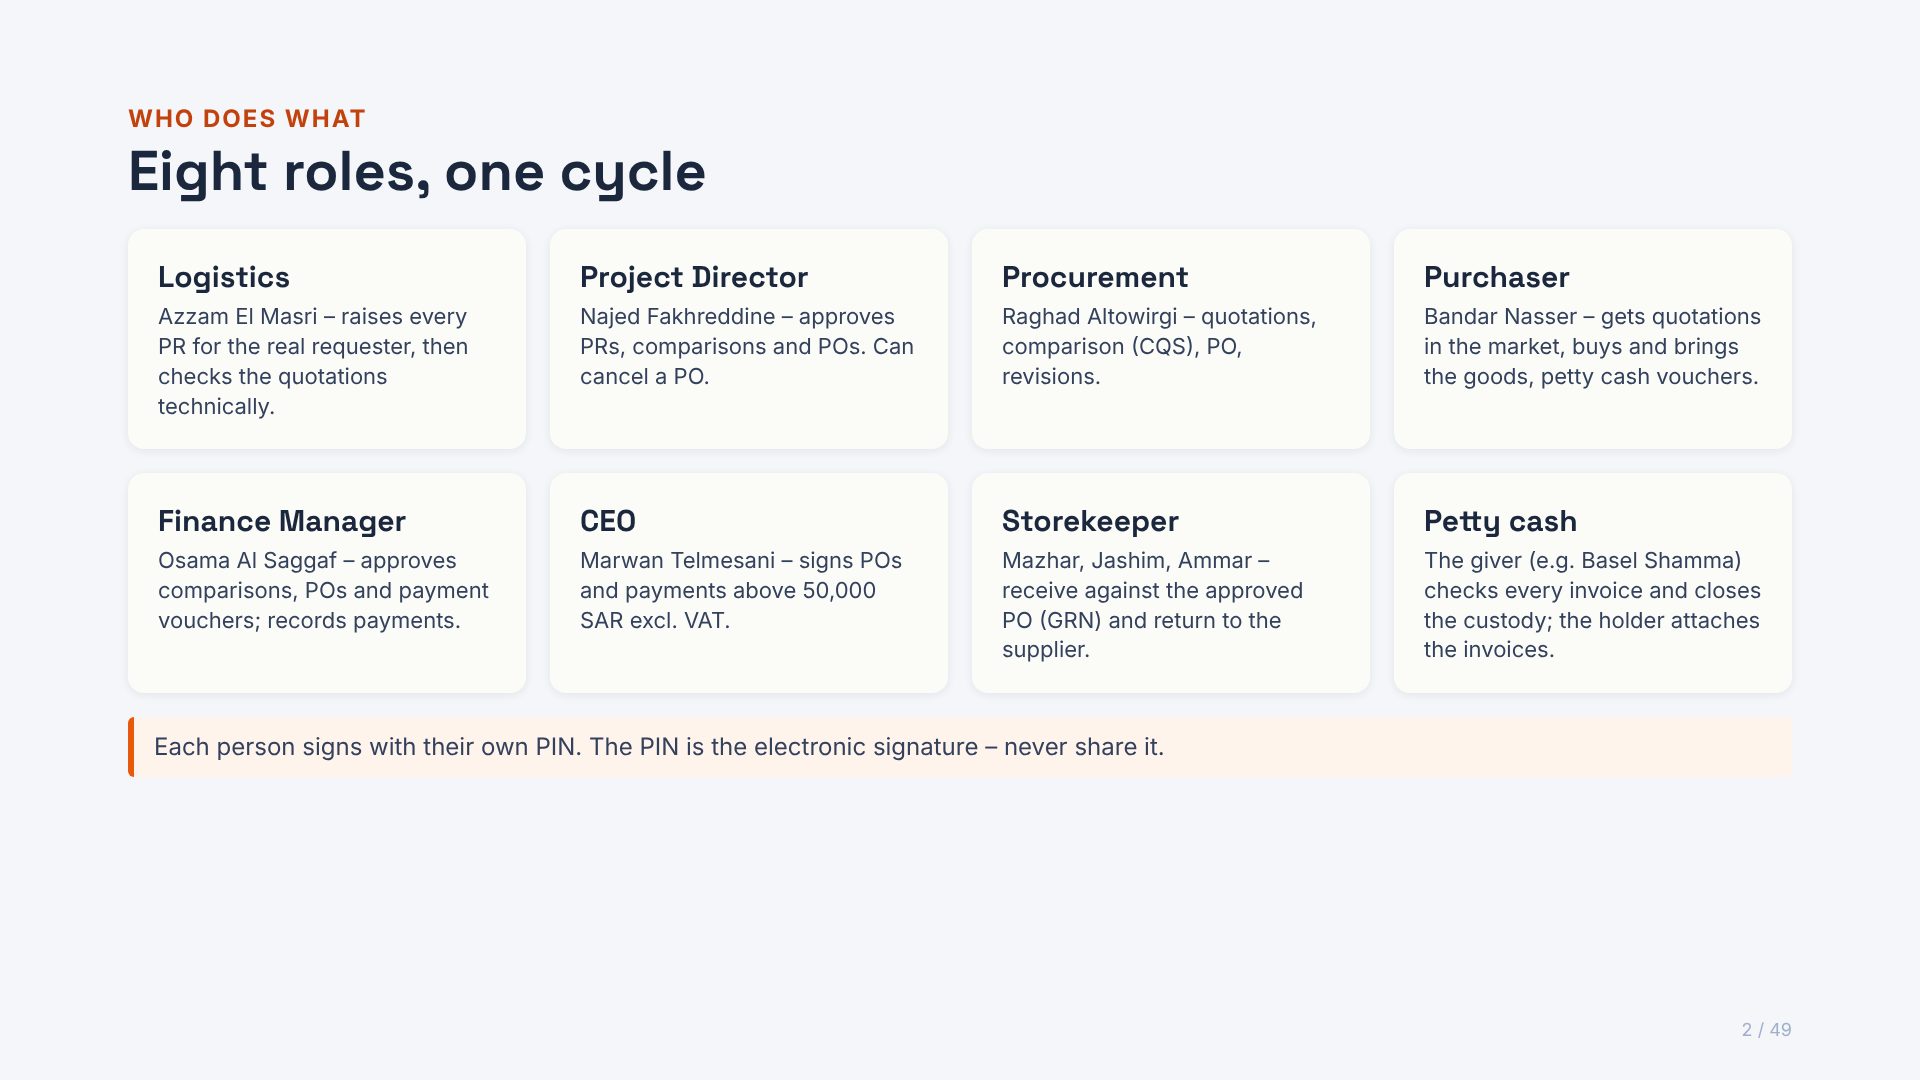 WHO DOES WHAT
Eight roles, one cycle
Logistics
Azzam El Masri – raises every
PR for the real requester, then
checks the quotations
technically.
Project Director
Najed Fakhreddine – approves
PRs, comparisons and POs. Can
cancel a PO.
Procurement
Raghad Altowirgi – quotations,
comparison (CQS), PO,
revisions.
Purchaser
Bandar Nasser – gets quotations
in the market, buys and brings
the goods, petty cash vouchers.
Finance Manager
Osama Al Saggaf – approves
comparisons, POs and payment
vouchers; records payments.
CEO
Marwan Telmesani – signs POs
and payments above 50,000
SAR excl. VAT.
Storekeeper
Mazhar, Jashim, Ammar –
receive against the approved
PO (GRN) and return to the
supplier.
Petty cash
The giver (e.g. Basel Shamma)
checks every invoice and closes
the custody; the holder attaches
the invoices.
Each person signs with their own PIN. The PIN is the electronic signature – never share it.
2 / 49